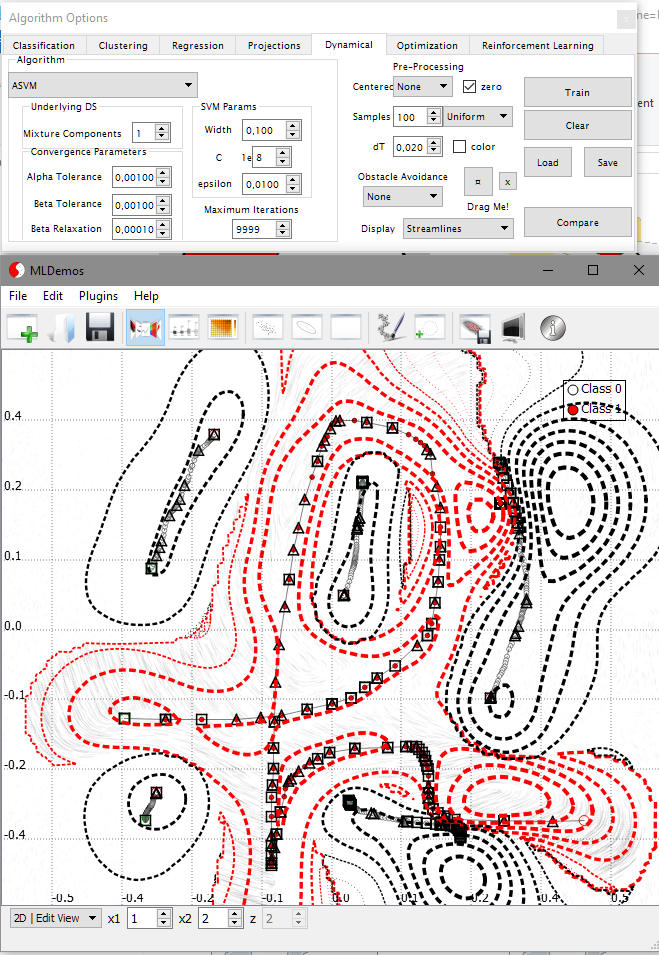 Algorithm Options
x
Classification Clustering Regression Projections Dynamical Optimization Reinforcement Learning
Algorithm
ASVM
Underlying DS
Mixture Components 1
Convergence Parameters
Alpha Tolerance 0,00100
Beta Tolerance 0,00100
Beta Relaxation 0,00010
SVM Params
Width 0,100
C 1e 8
epsilon 0,0100
Maximum Iterations
9999
Pre-Processing
Centered None zero
Samples 100 Uniform
dT 0,020 color
Obstacle Avoidance
None
¤ x
Drag Me!
Display Streamlines
Train
Clear
Load Save
Compare
MLDemos
File Edit Plugins Help
Class 0
Class 1
0.4
0.2
0.1
0.0
-0.1
-0.2
-0.4
-0.5 -0.4 -0.2 -0.1 0.0 0.1 0.2 0.4 0.5
2D | Edit View x1 1 x2 2 z 2